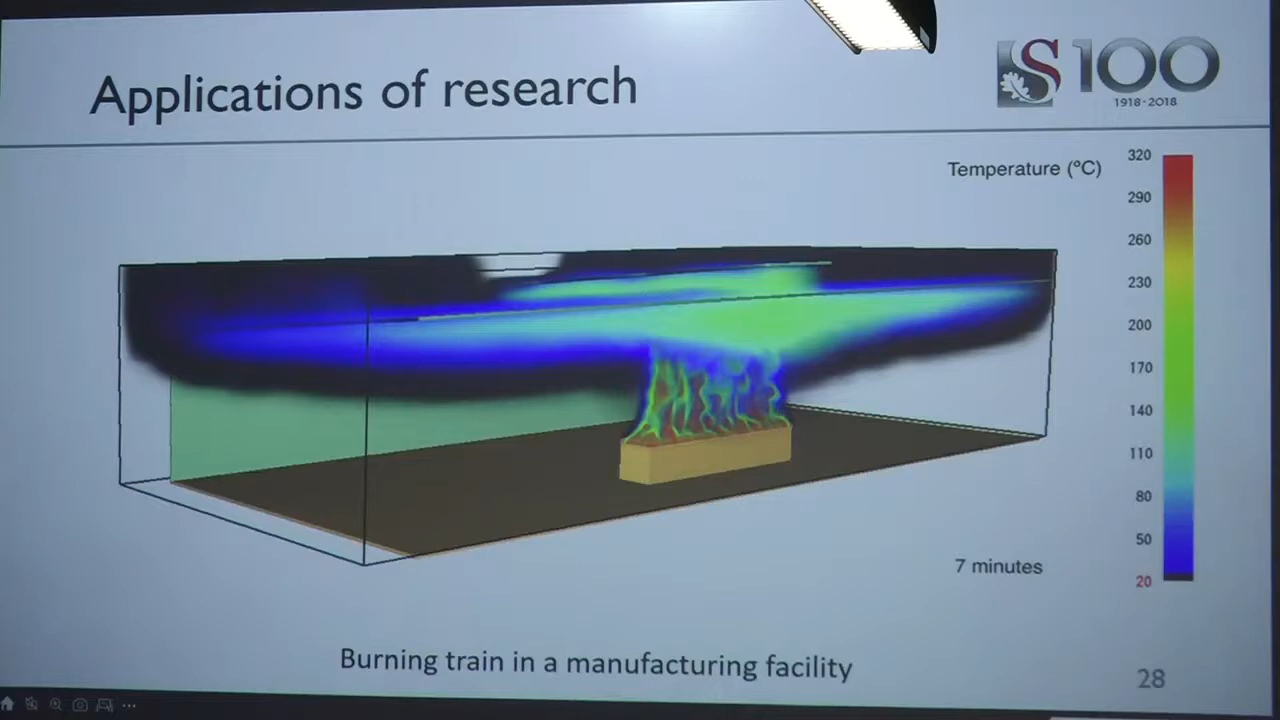 Applications of research
S100
1918 · 2018
Temperature (ºC)
320
290
260
230
200
170
140
110
80
50
20
7 minutes
Burning train in a manufacturing facility
28